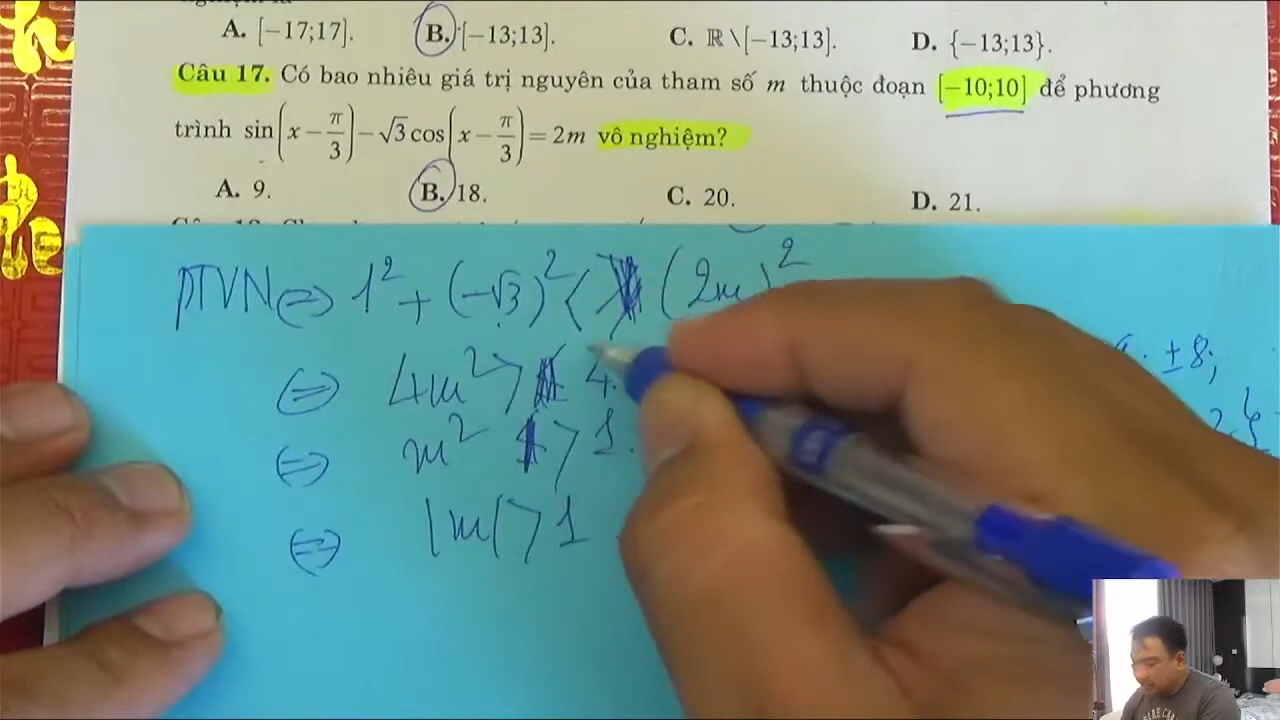 A. [−17;17]. B. [−13;13]. C. ℝ \ [−13;13]. D. {−13;13}.
Câu 17. Có bao nhiêu giá trị nguyên của tham số m thuộc đoạn [−10;10] để phương
trình sin(x − π/3) − √3 cos(x − π/3) = 2m vô nghiệm?
A. 9. B. 18. C. 20. D. 21.
PTVN ⇔ 1² + (−√3)² < (2m)²
⇔ 4m² > 4.
⇔ m² > 1.
⇔ |m| > 1
± 8;